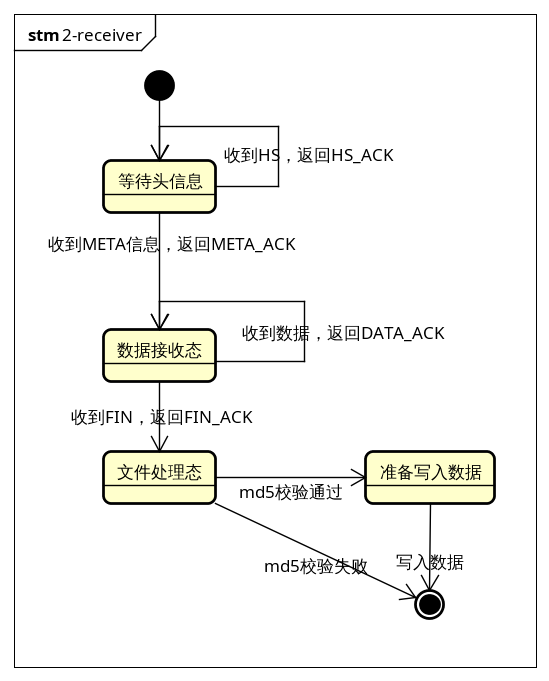 stm 2-receiver
收到HS，返回HS_ACK
等待头信息
收到META信息，返回META_ACK
收到数据，返回DATA_ACK
数据接收态
收到FIN，返回FIN_ACK
文件处理态
准备写入数据
md5校验通过
写入数据
md5校验失败